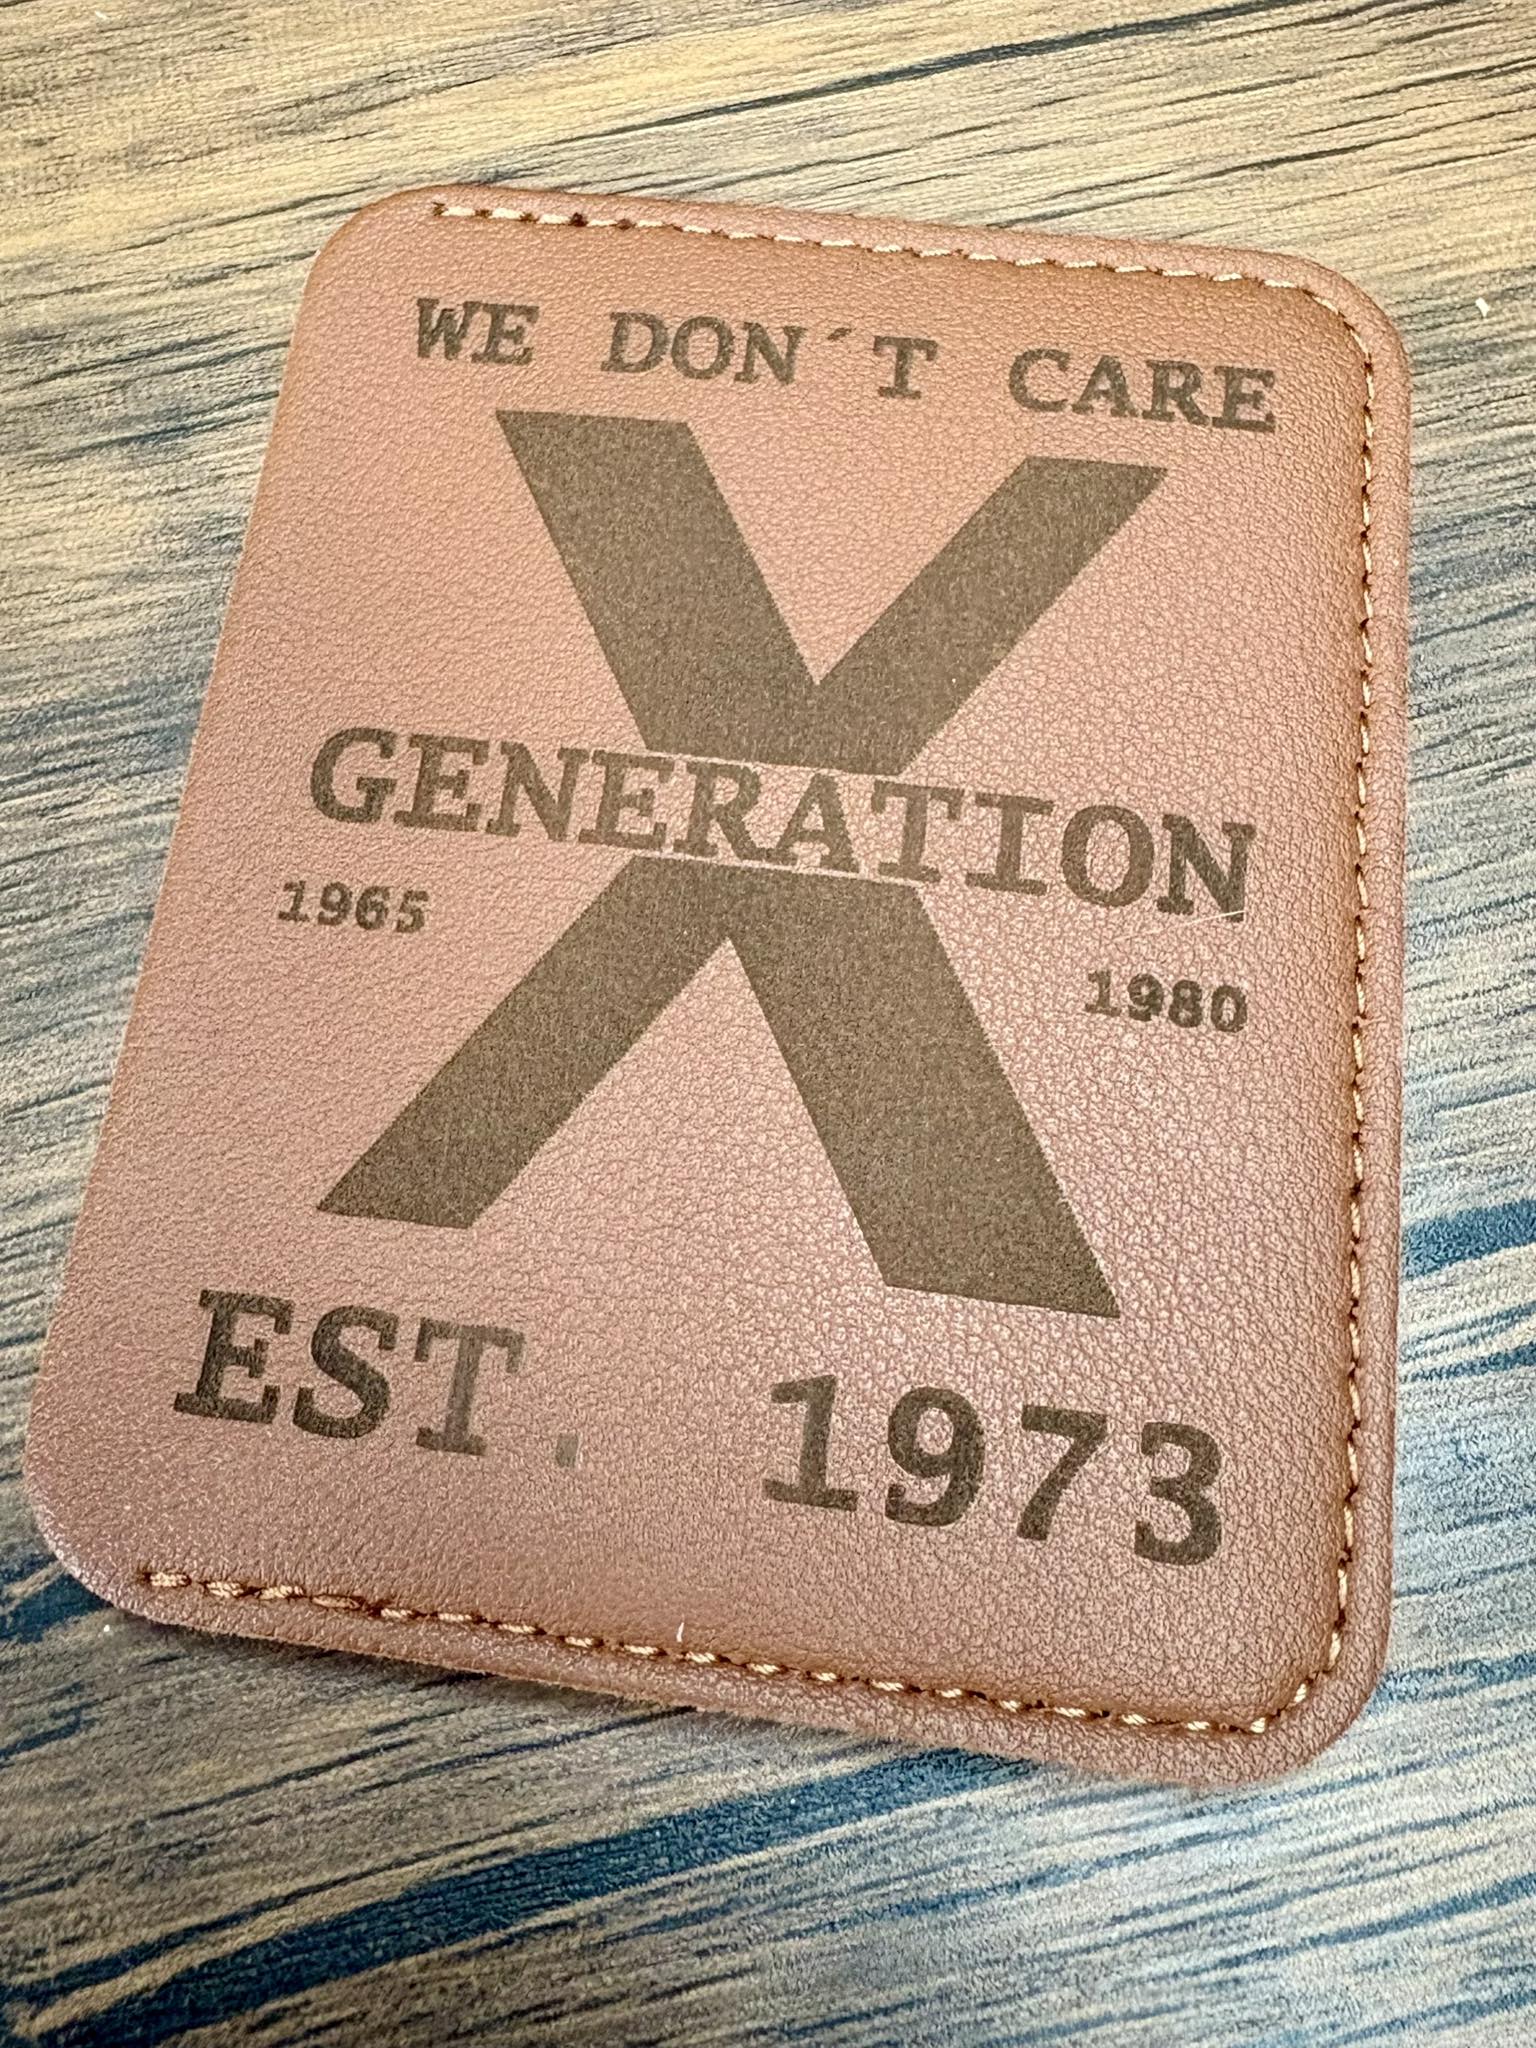 WE DON´T CARE
X
GENERATION
1965
1980
EST. 1973